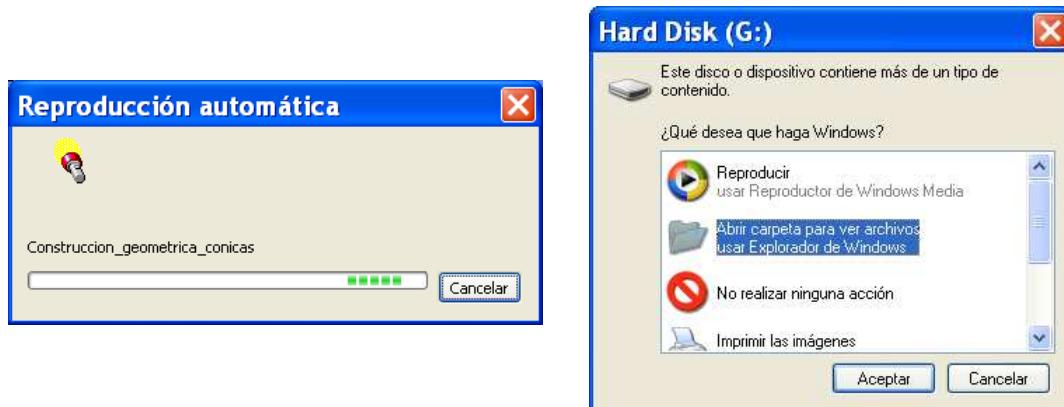 Reproducción automática
Construccion_geometrica_conicas
Cancelar
Hard Disk (G:)
Este disco o dispositivo contiene más de un tipo de
contenido.
¿Qué desea que haga Windows?
Reproducir
usar Reproductor de Windows Media
Abrir carpeta para ver archivos
usar Explorador de Windows
No realizar ninguna acción
Imprimir las imágenes
Aceptar
Cancelar